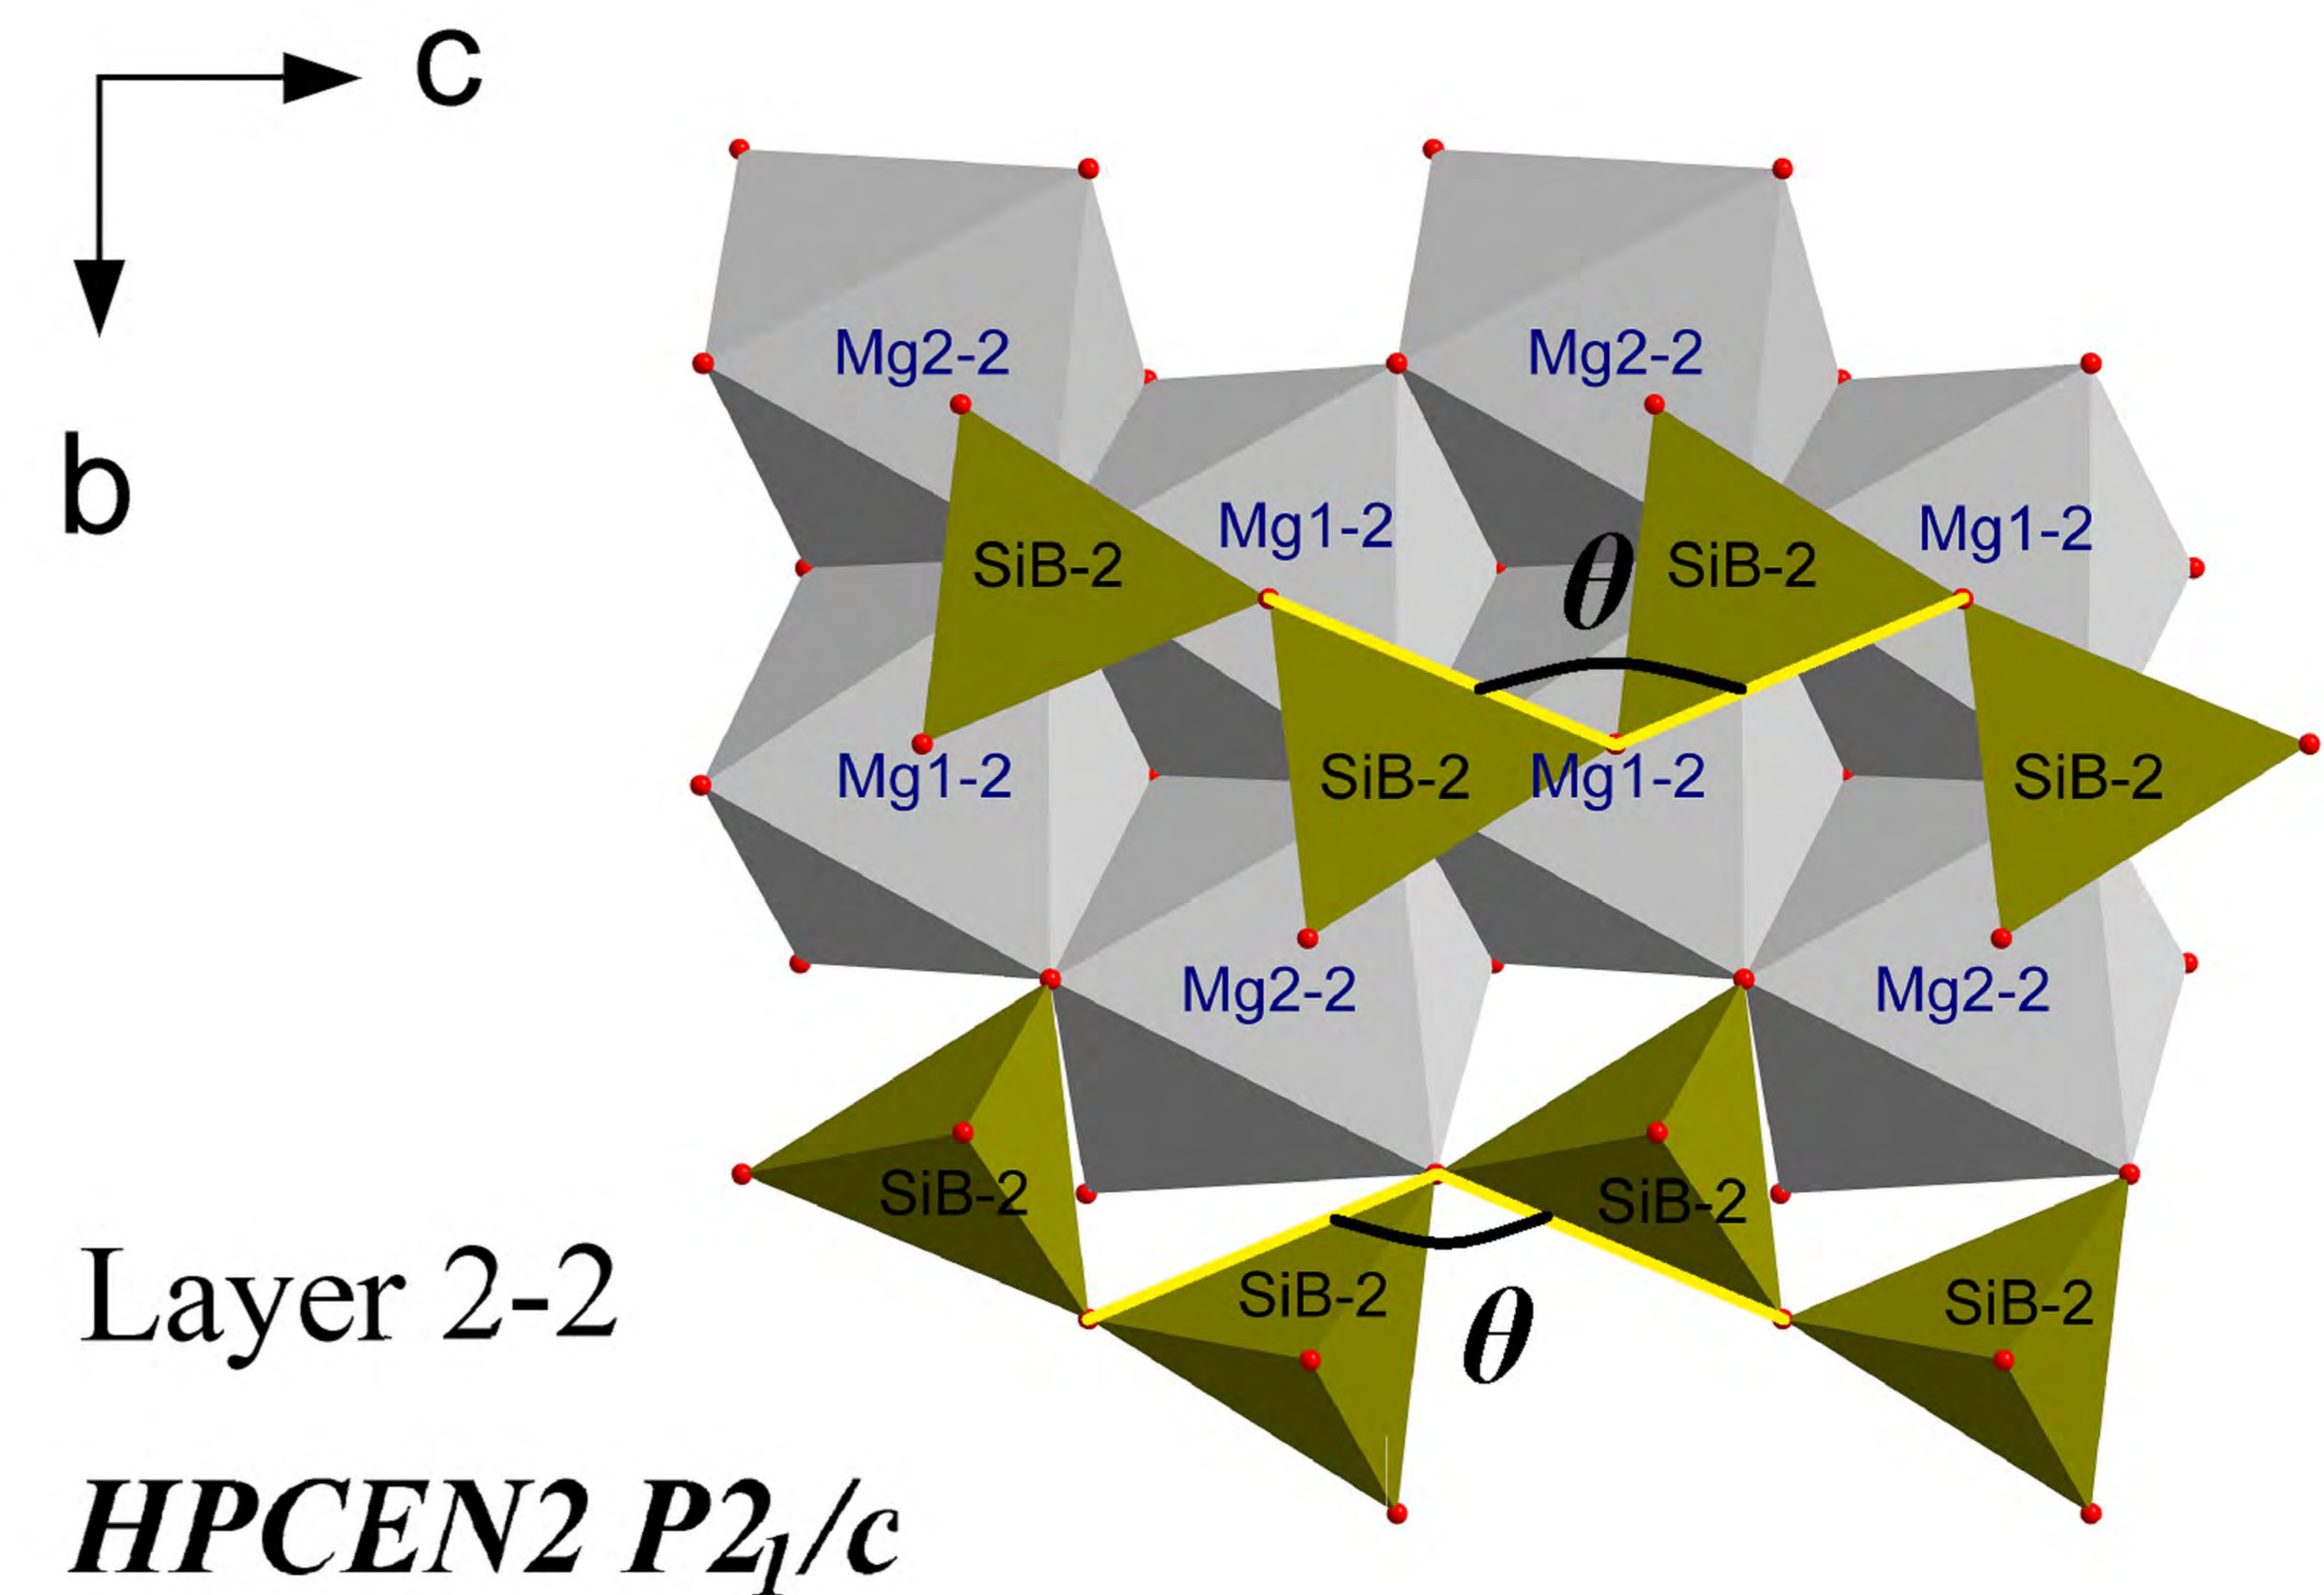 c
b
Mg2-2 Mg2-2
Mg1-2 Mg1-2
SiB-2 θ SiB-2
Mg1-2 SiB-2 Mg1-2 SiB-2
Mg2-2 Mg2-2
SiB-2 SiB-2
SiB-2 θ SiB-2
Layer 2-2
HPCEN2 P2₁/c